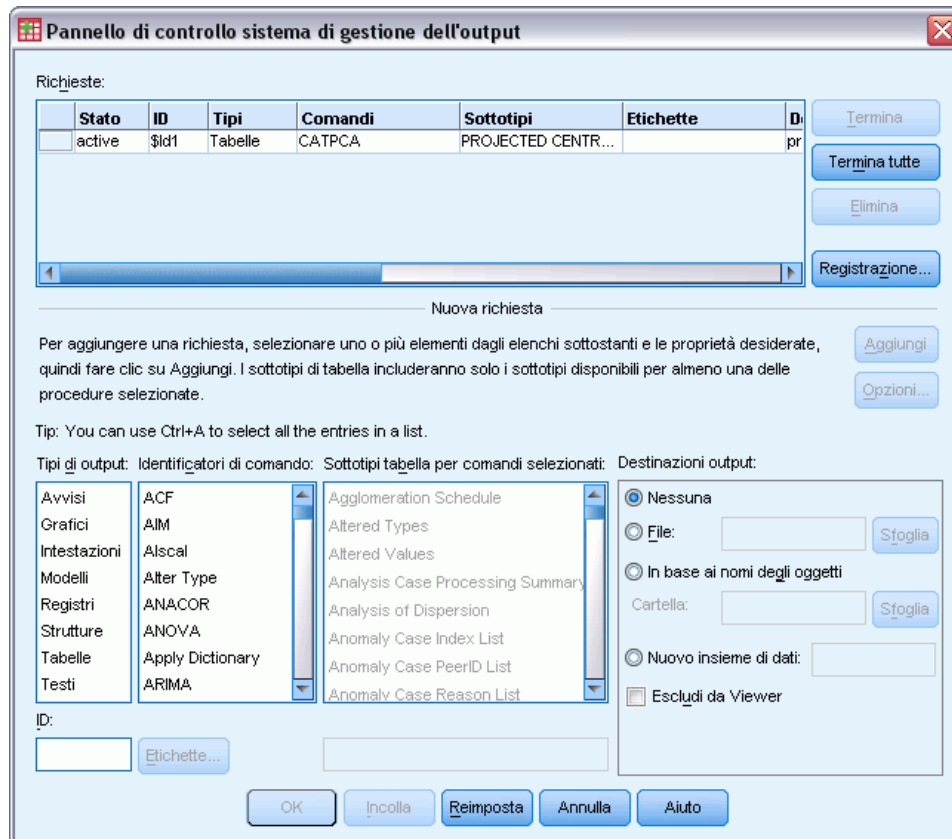 Pannello di controllo sistema di gestione dell'output
Richieste:
Stato ID Tipi Comandi Sottotipi Etichette D
active $Id1 Tabelle CATPCA PROJECTED CENTR... pr
Termina
Termina tutte
Elimina
Registrazione...
Nuova richiesta
Per aggiungere una richiesta, selezionare uno o più elementi dagli elenchi sottostanti e le proprietà desiderate,
quindi fare clic su Aggiungi. I sottotipi di tabella includeranno solo i sottotipi disponibili per almeno una delle
procedure selezionate.
Aggiungi
Opzioni...
Tip: You can use Ctrl+A to select all the entries in a list.
Tipi di output: Identificatori di comando: Sottotipi tabella per comandi selezionati: Destinazioni output:
Avvisi
Grafici
Intestazioni
Modelli
Registri
Strutture
Tabelle
Testi
ACF
AIM
Alscal
Alter Type
ANACOR
ANOVA
Apply Dictionary
ARIMA
Agglomeration Schedule
Altered Types
Altered Values
Analysis Case Processing Summary
Analysis of Dispersion
Anomaly Case Index List
Anomaly Case PeerID List
Anomaly Case Reason List
Nessuna
File: Sfoglia
In base ai nomi degli oggetti
Cartella: Sfoglia
Nuovo insieme di dati:
Escludi da Viewer
ID:
Etichette...
OK Incolla Reimposta Annulla Aiuto